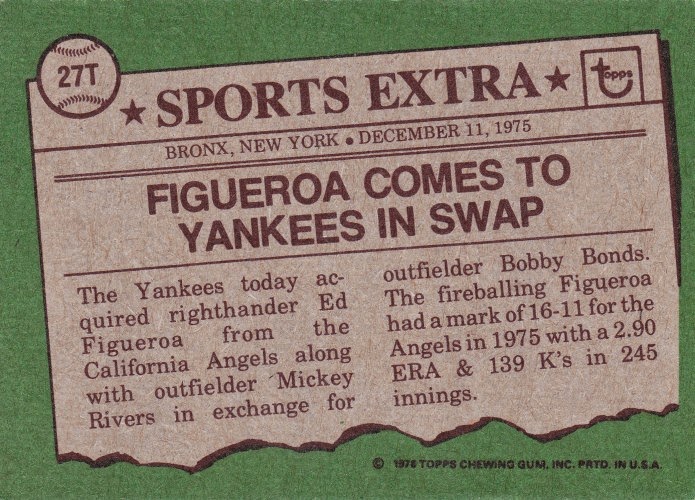 27T
★ SPORTS EXTRA ★
topps
BRONX, NEW YORK • DECEMBER 11, 1975
FIGUEROA COMES TO
YANKEES IN SWAP
The Yankees today ac-
quired righthander Ed
Figueroa from the
California Angels along
with outfielder Mickey
Rivers in exchange for
outfielder Bobby Bonds.
The fireballing Figueroa
had a mark of 16-11 for the
Angels in 1975 with a 2.90
ERA & 139 K's in 245
innings.
© 1976 TOPPS CHEWING GUM, INC. PRTD. IN U.S.A.